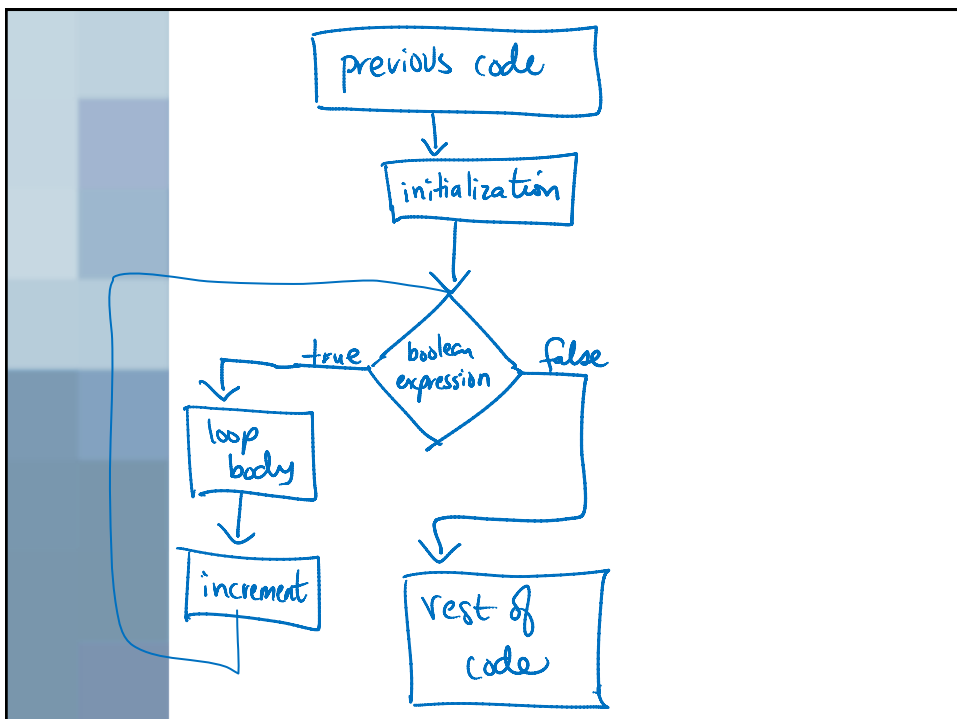 previous code
initialization
true
boolean
expression
false
loop
body
increment
rest of
code